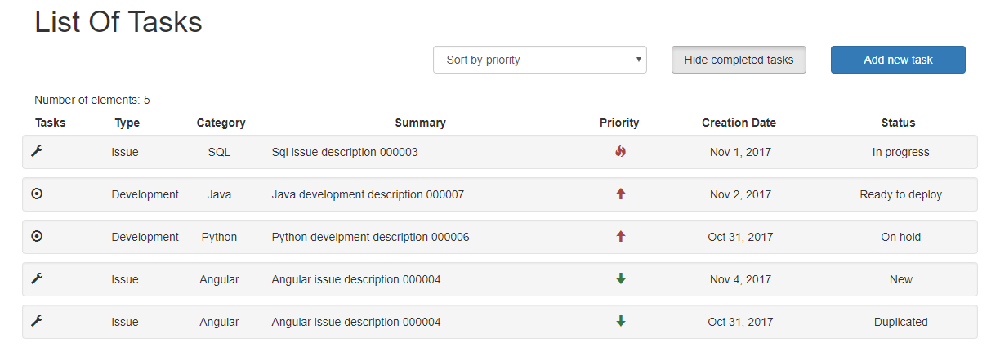 List Of Tasks
Sort by priority Hide completed tasks Add new task
Number of elements: 5
Tasks Type Category Summary Priority Creation Date Status
Issue SQL Sql issue description 000003 Nov 1, 2017 In progress
Development Java Java development description 000007 Nov 2, 2017 Ready to deploy
Development Python Python develpment description 000006 Oct 31, 2017 On hold
Issue Angular Angular issue description 000004 Nov 4, 2017 New
Issue Angular Angular issue description 000004 Oct 31, 2017 Duplicated